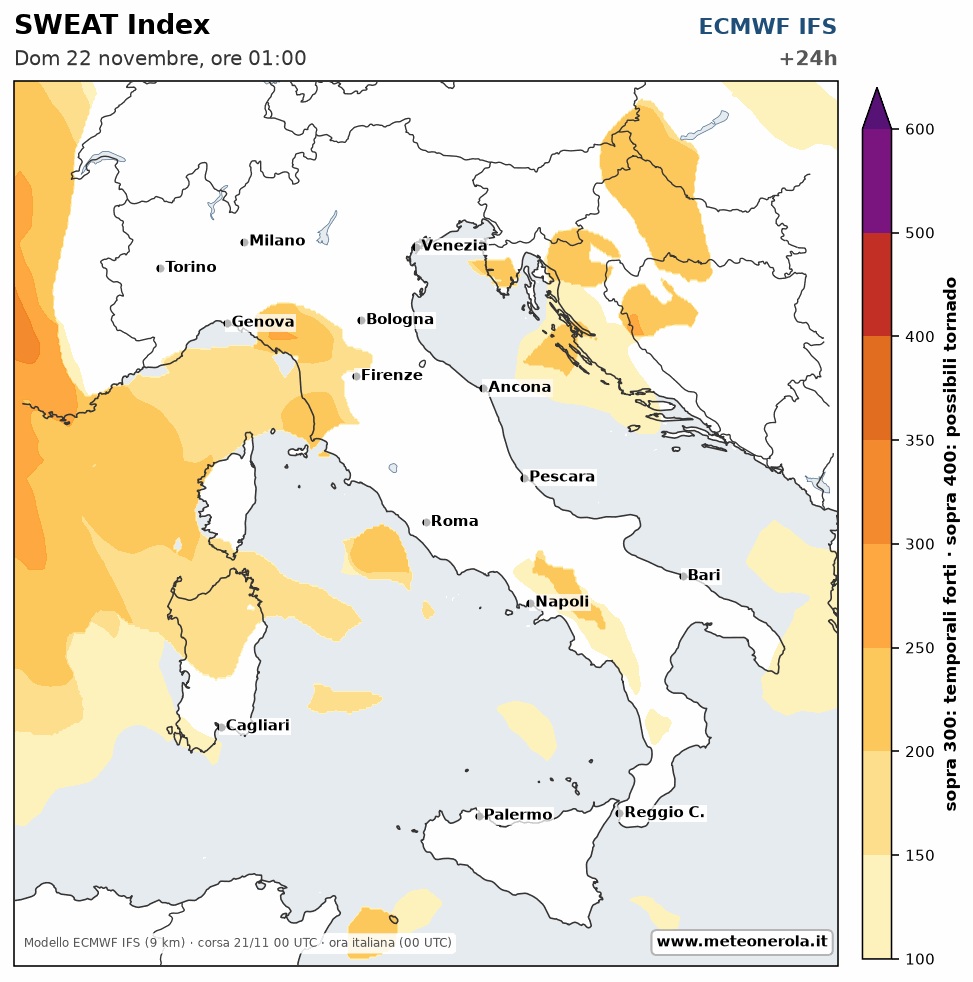 SWEAT Index
ECMWF IFS
Dom 22 novembre, ore 01:00
+24h
600
500
400
350
300
250
200
150
100
sopra 300: temporali forti · sopra 400: possibili tornado
Milano
Venezia
Torino
Genova
Bologna
Firenze
Ancona
Pescara
Roma
Bari
Napoli
Cagliari
Palermo
Reggio C.
Modello ECMWF IFS (9 km) · corsa 21/11 00 UTC · ora italiana (00 UTC)
www.meteonerola.it